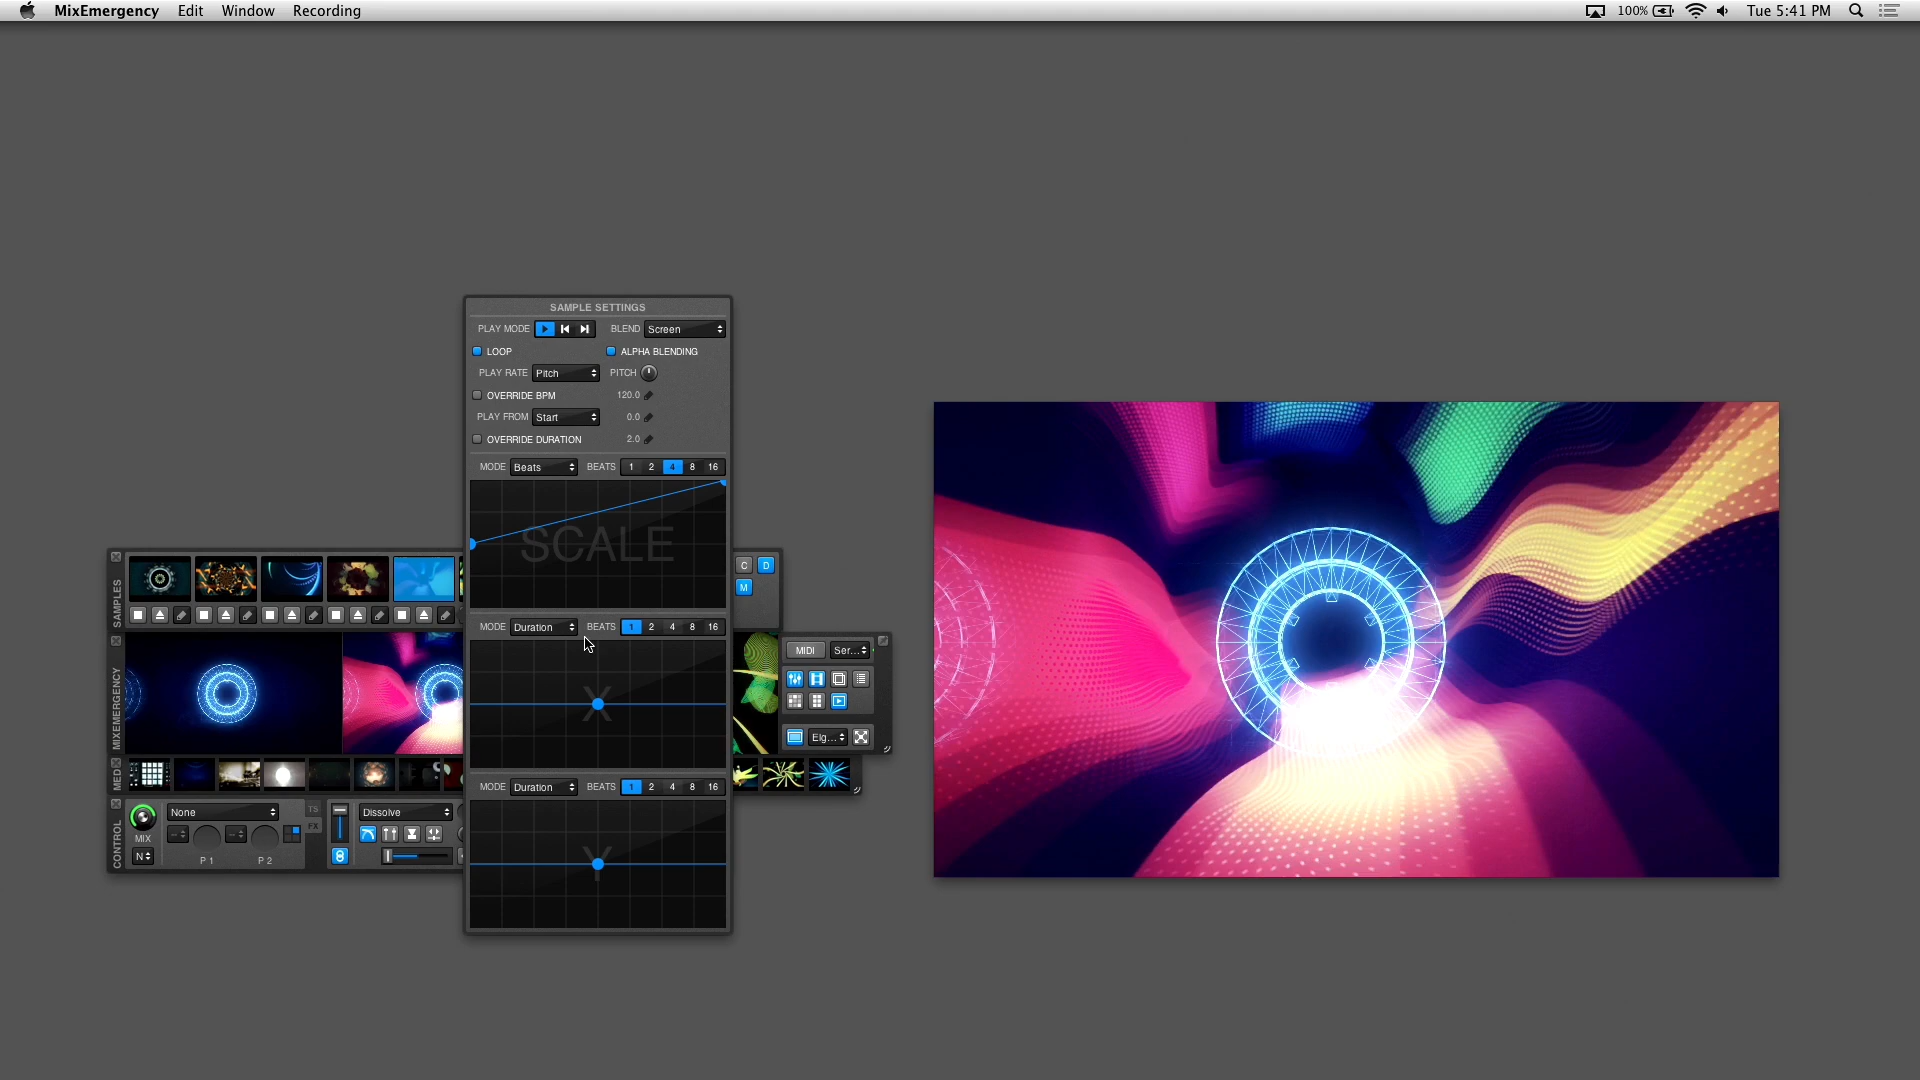 MixEmergency Edit Window Recording 100% Tue 5:41 PM
SAMPLE SETTINGS
PLAY MODE BLEND Screen
LOOP ALPHA BLENDING
PLAY RATE Pitch PITCH
OVERRIDE BPM 120.0
PLAY FROM Start 0.0
OVERRIDE DURATION 2.0
MODE Beats BEATS 1 2 4 8 16
SCALE
MODE Duration BEATS 1 2 4 8 16
X
MODE Duration BEATS 1 2 4 8 16
Y
SAMPLES
C D
M
MIXEMERGENCY
MIDI Ser...
Elg...
MED
CONTROL
MIX
N
None
TS
FX
P 1 P 2
Dissolve